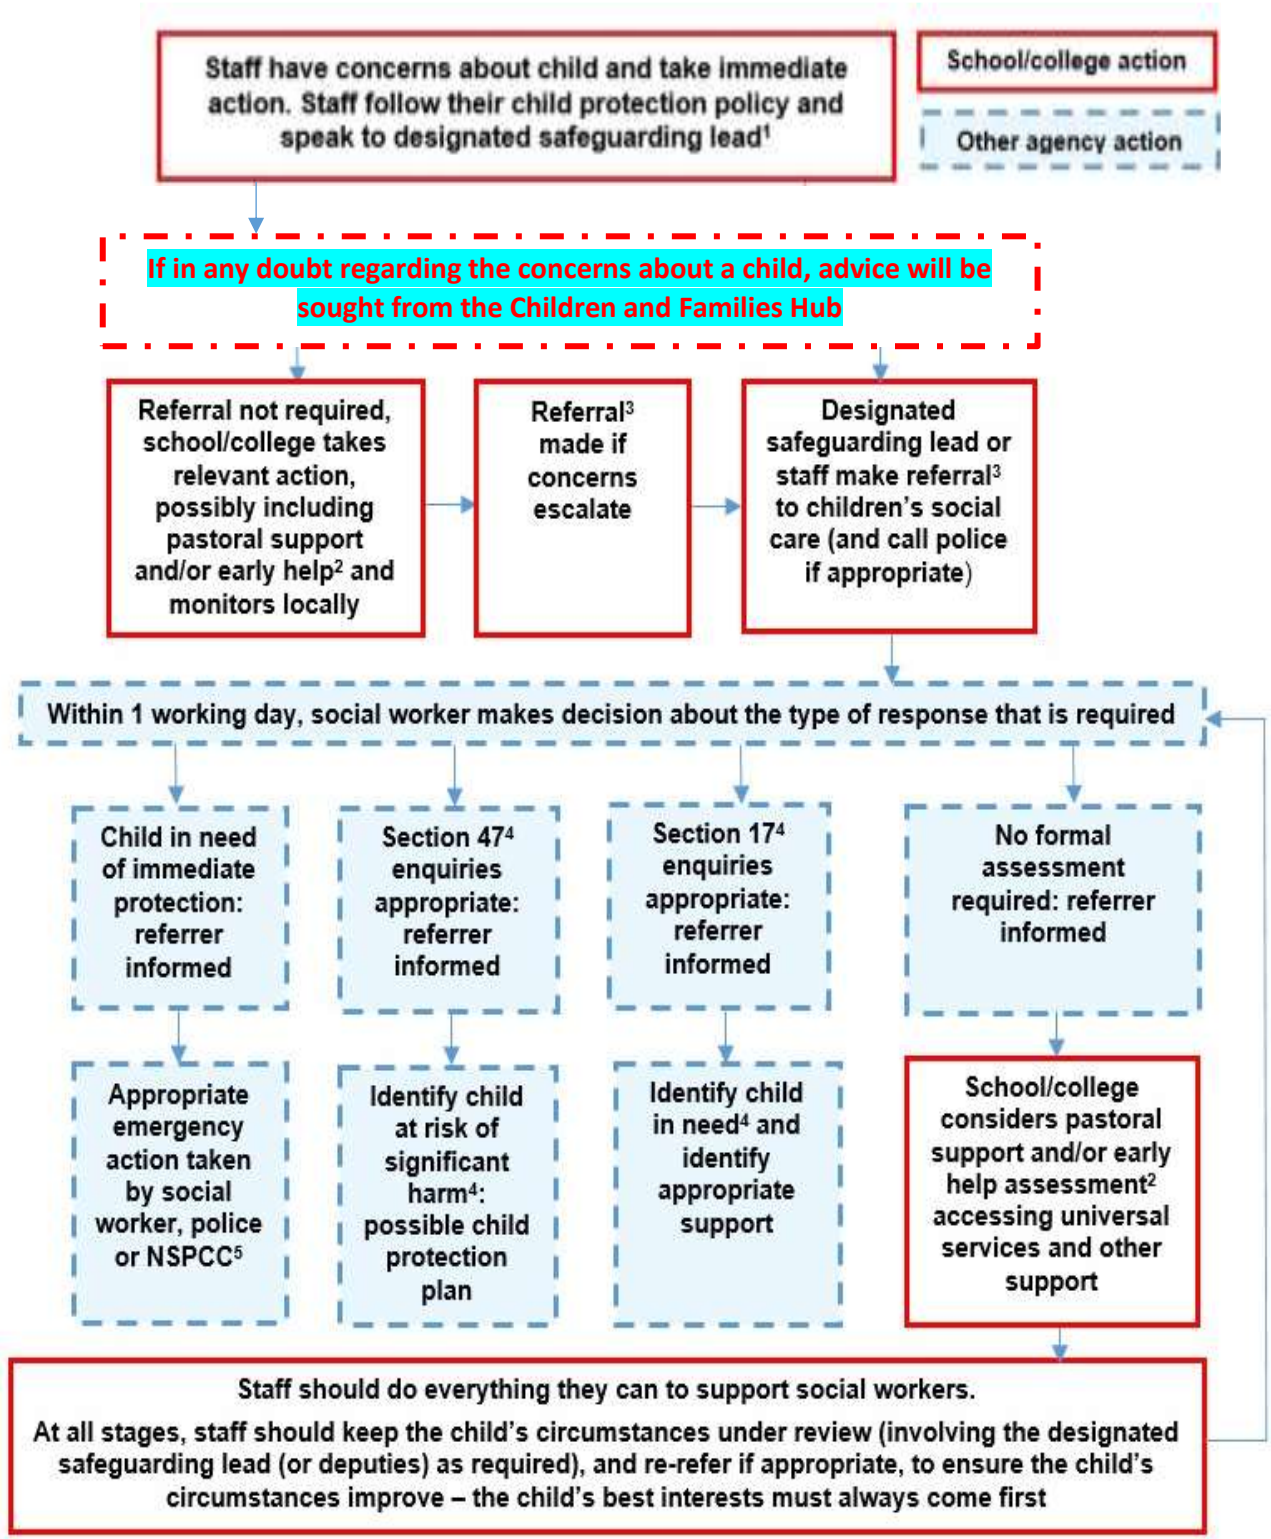 Staff have concerns about child and take immediate
action. Staff follow their child protection policy and
speak to designated safeguarding lead¹
School/college action
Other agency action
If in any doubt regarding the concerns about a child, advice will be
sought from the Children and Families Hub
Referral not required,
school/college takes
relevant action,
possibly including
pastoral support
and/or early help² and
monitors locally
Referral³
made if
concerns
escalate
Designated
safeguarding lead or
staff make referral³
to children's social
care (and call police
if appropriate)
Within 1 working day, social worker makes decision about the type of response that is required
Child in need
of immediate
protection:
referrer
informed
Section 47⁴
enquiries
appropriate:
referrer
informed
Section 17⁴
enquiries
appropriate:
referrer
informed
No formal
assessment
required: referrer
informed
Appropriate
emergency
action taken
by social
worker, police
or NSPCC⁵
Identify child
at risk of
significant
harm⁴:
possible child
protection
plan
Identify child
in need⁴ and
identify
appropriate
support
School/college
considers pastoral
support and/or early
help assessment²
accessing universal
services and other
support
Staff should do everything they can to support social workers.
At all stages, staff should keep the child's circumstances under review (involving the designated
safeguarding lead (or deputies) as required), and re-refer if appropriate, to ensure the child's
circumstances improve – the child's best interests must always come first